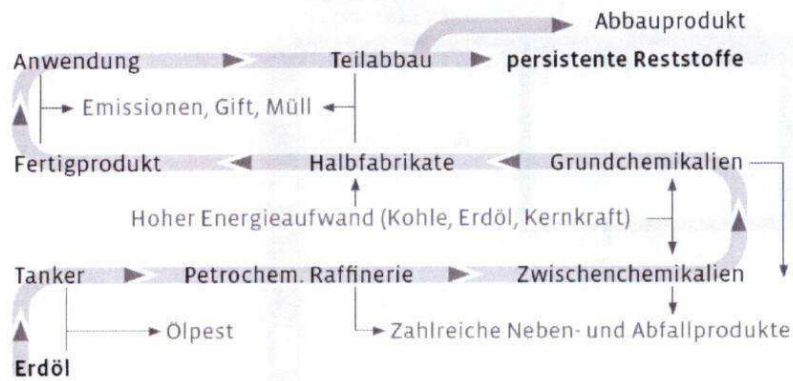 Abbauprodukt
Anwendung Teilabbau persistente Reststoffe
Emissionen, Gift, Müll
Fertigprodukt Halbfabrikate Grundchemikalien
Hoher Energieaufwand (Kohle, Erdöl, Kernkraft)
Tanker Petrochem. Raffinerie Zwischenchemikalien
Ölpest Zahlreiche Neben- und Abfallprodukte
Erdöl